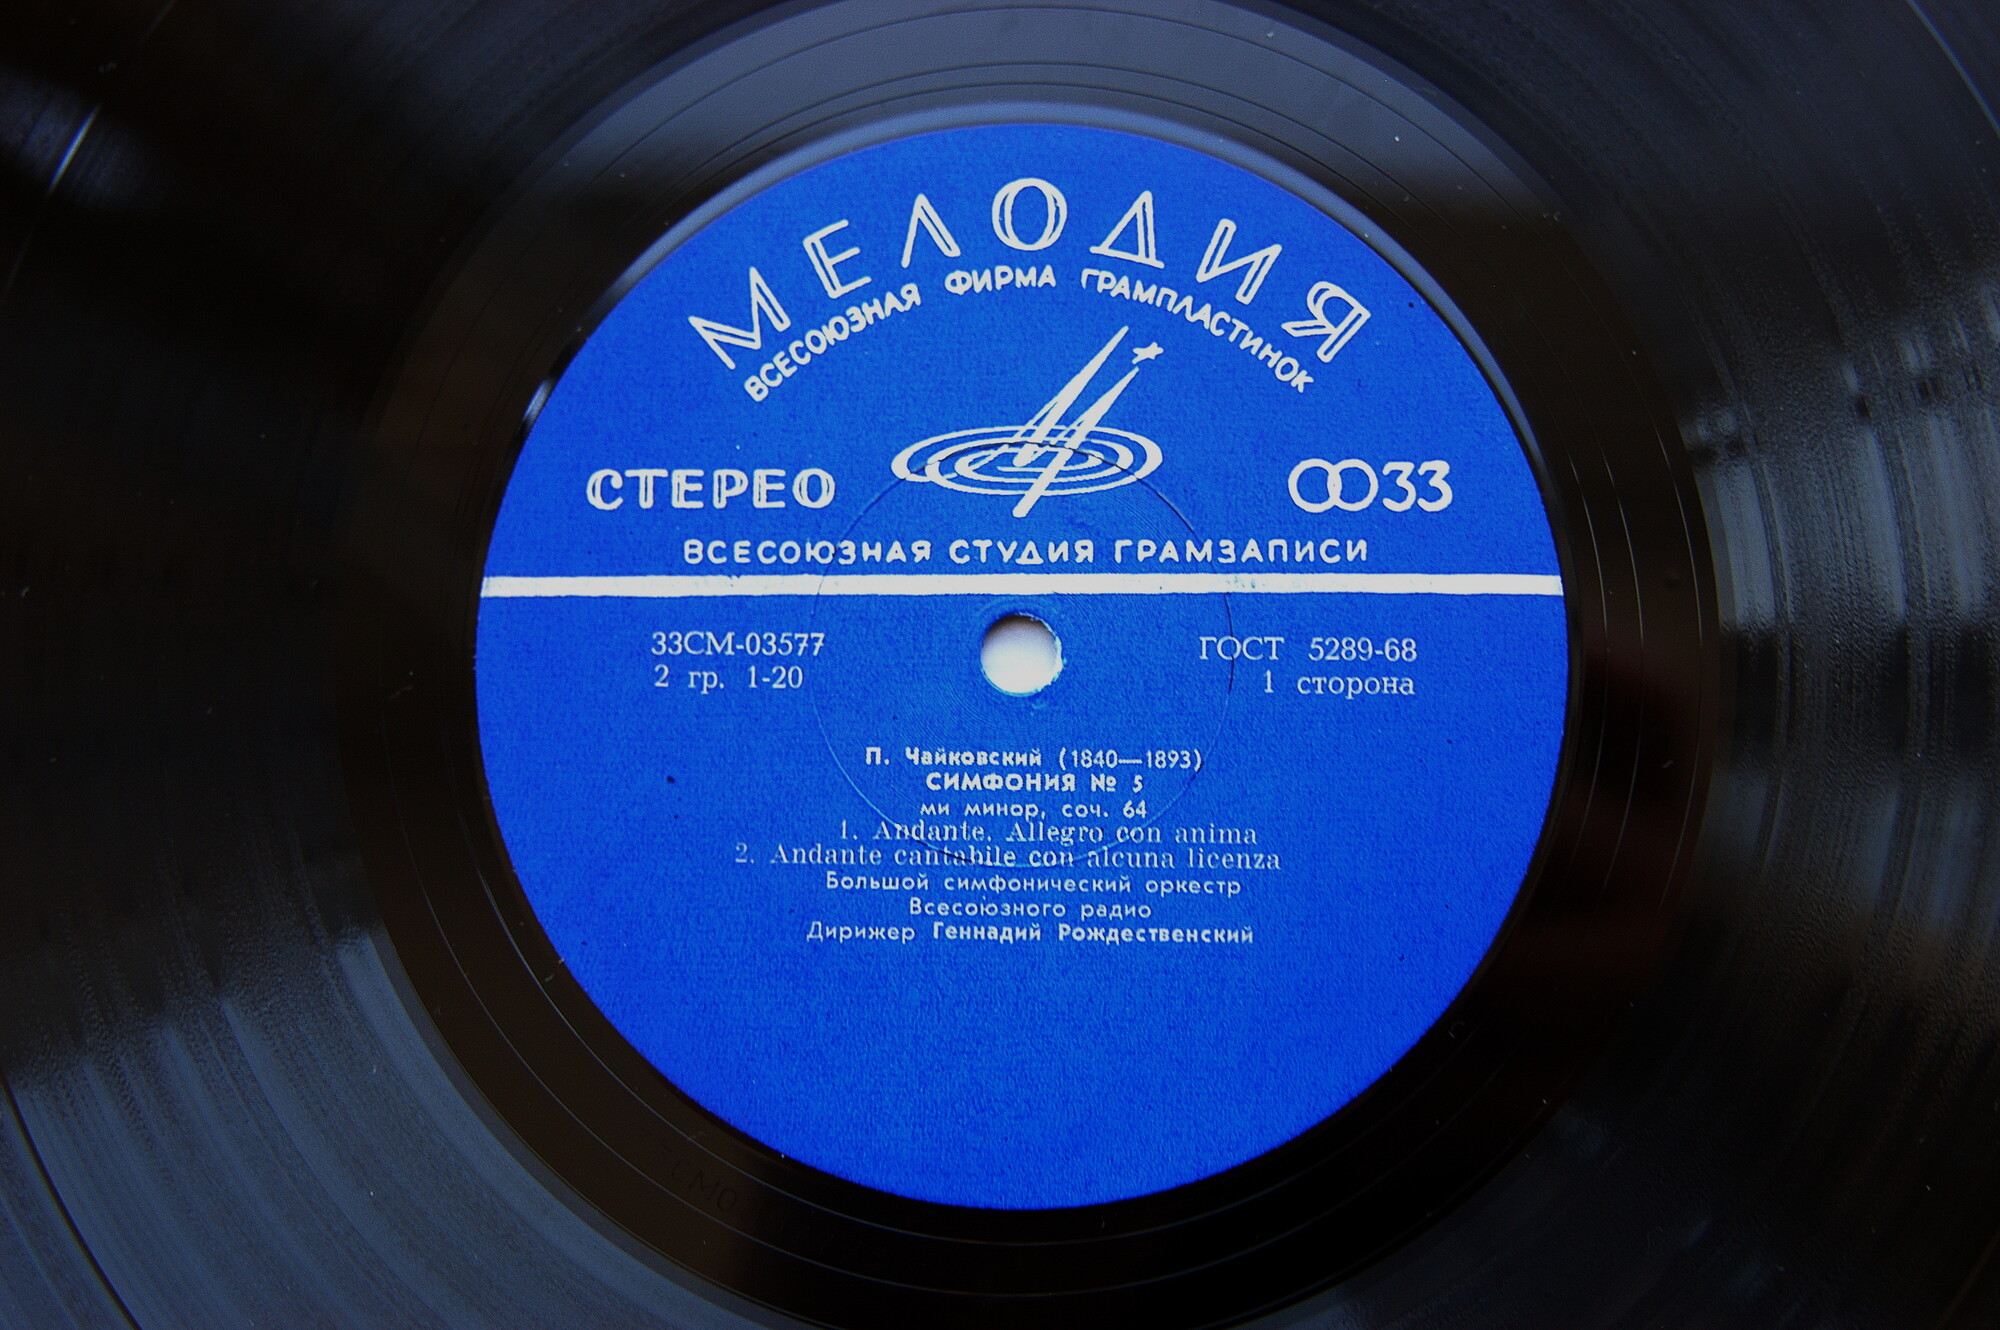 МЕЛОДИЯ
ВСЕСОЮЗНАЯ ФИРМА ГРАМПЛАСТИНОК
СТЕРЕО
33
ВСЕСОЮЗНАЯ СТУДИЯ ГРАМЗАПИСИ
33СМ-03577
2 гр. 1-20
ГОСТ 5289-68
1 сторона
П. Чайковский (1840—1893)
СИМФОНИЯ № 5
ми минор, соч. 64
1. Andante. Allegro con anima
2. Andante cantabile con alcuna licenza
Большой симфонический оркестр
Всесоюзного радио
Дирижер Геннадий Рождественский